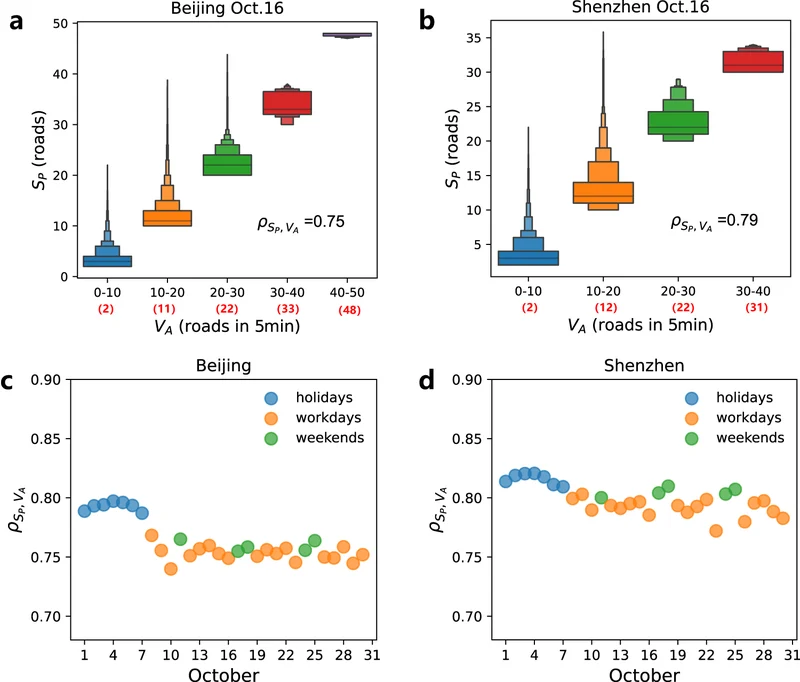 a
Beijing Oct.16
S_P (roads)
50
40
30
20
10
0
ρ_{S_P, V_A} =0.75
0-10 10-20 20-30 30-40 40-50
(2) (11) (22) (33) (48)
V_A (roads in 5min)
b
Shenzhen Oct.16
S_P (roads)
35
30
25
20
15
10
5
ρ_{S_P, V_A} =0.79
0-10 10-20 20-30 30-40
(2) (12) (22) (31)
V_A (roads in 5min)
c
Beijing
ρ_{S_P, V_A}
0.90
0.85
0.80
0.75
0.70
holidays
workdays
weekends
1 4 7 10 13 16 19 22 25 28 31
October
d
Shenzhen
ρ_{S_P, V_A}
0.90
0.85
0.80
0.75
0.70
holidays
workdays
weekends
1 4 7 10 13 16 19 22 25 28 31
October